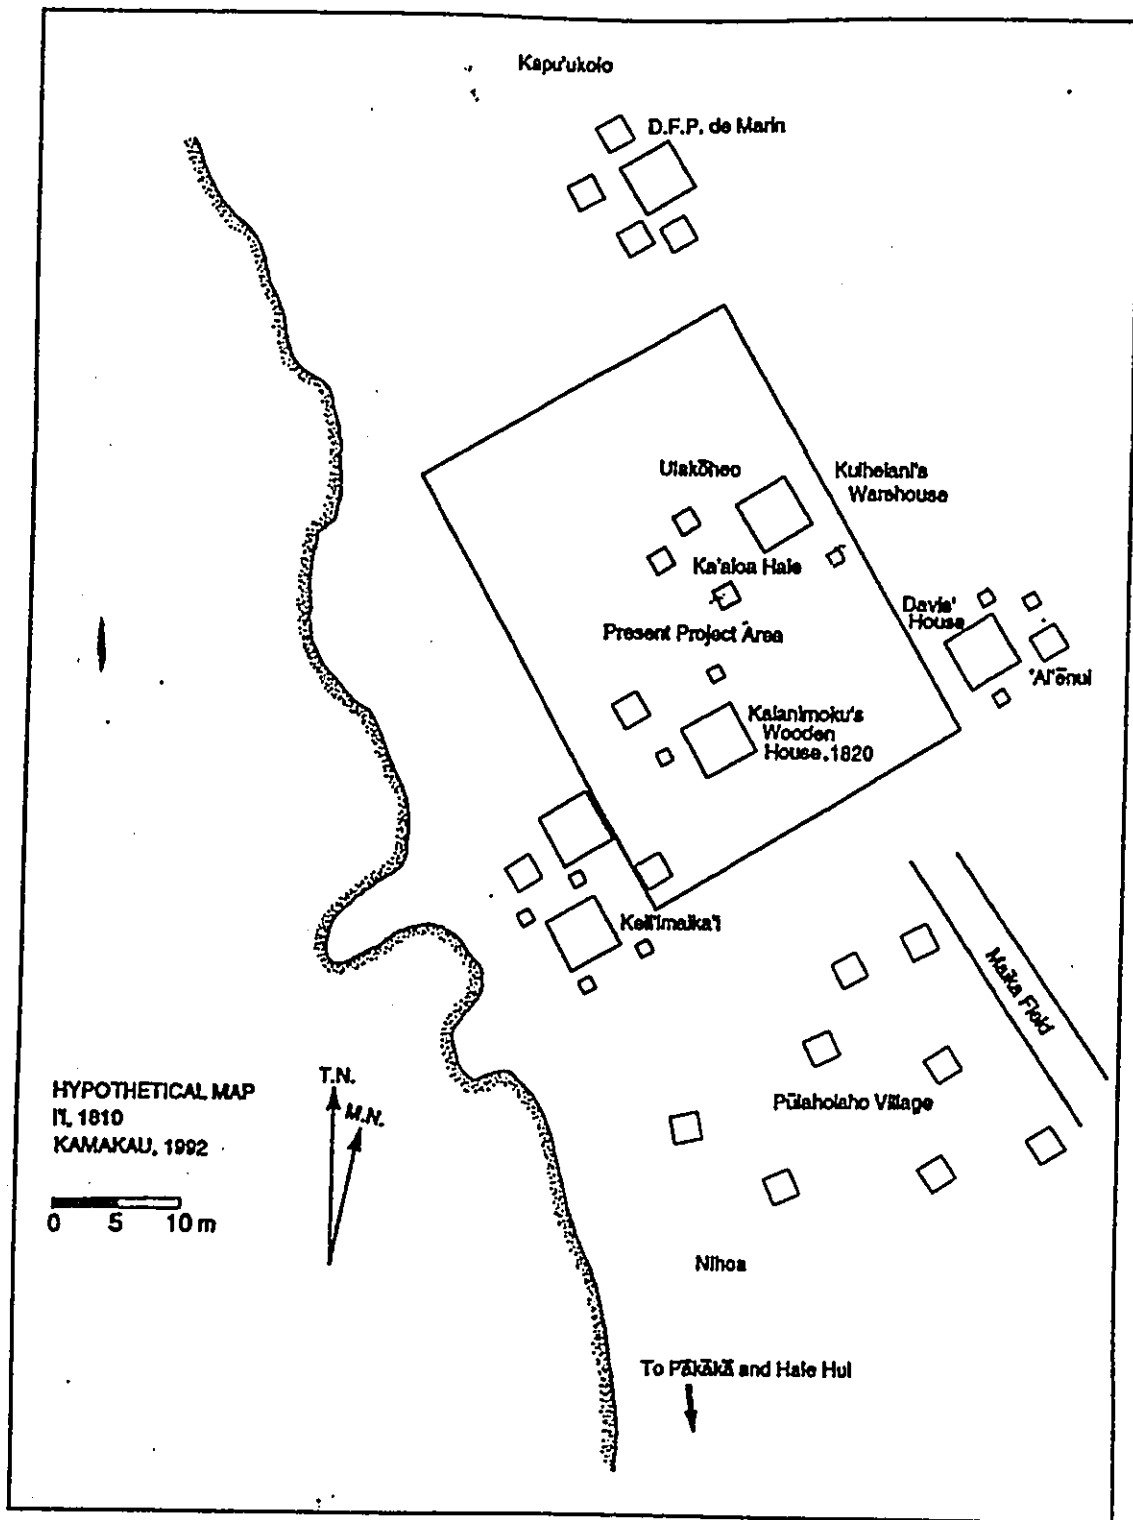 Kapu'ukolo
D.F.P. de Marin
Ulakōheo
Kuihelani's
Warehouse
Ka'aloa Hale
Present Project Area
Davis'
House
'Ai'ēnui
Kalanimoku's
Wooden
House, 1820
Keli'imaika'i
Maika Field
Pūlaholaho Village
HYPOTHETICAL MAP
I'I, 1810
KAMAKAU, 1992
0 5 10 m
T.N.
M.N.
Nihoa
To Pākākā and Hale Hui